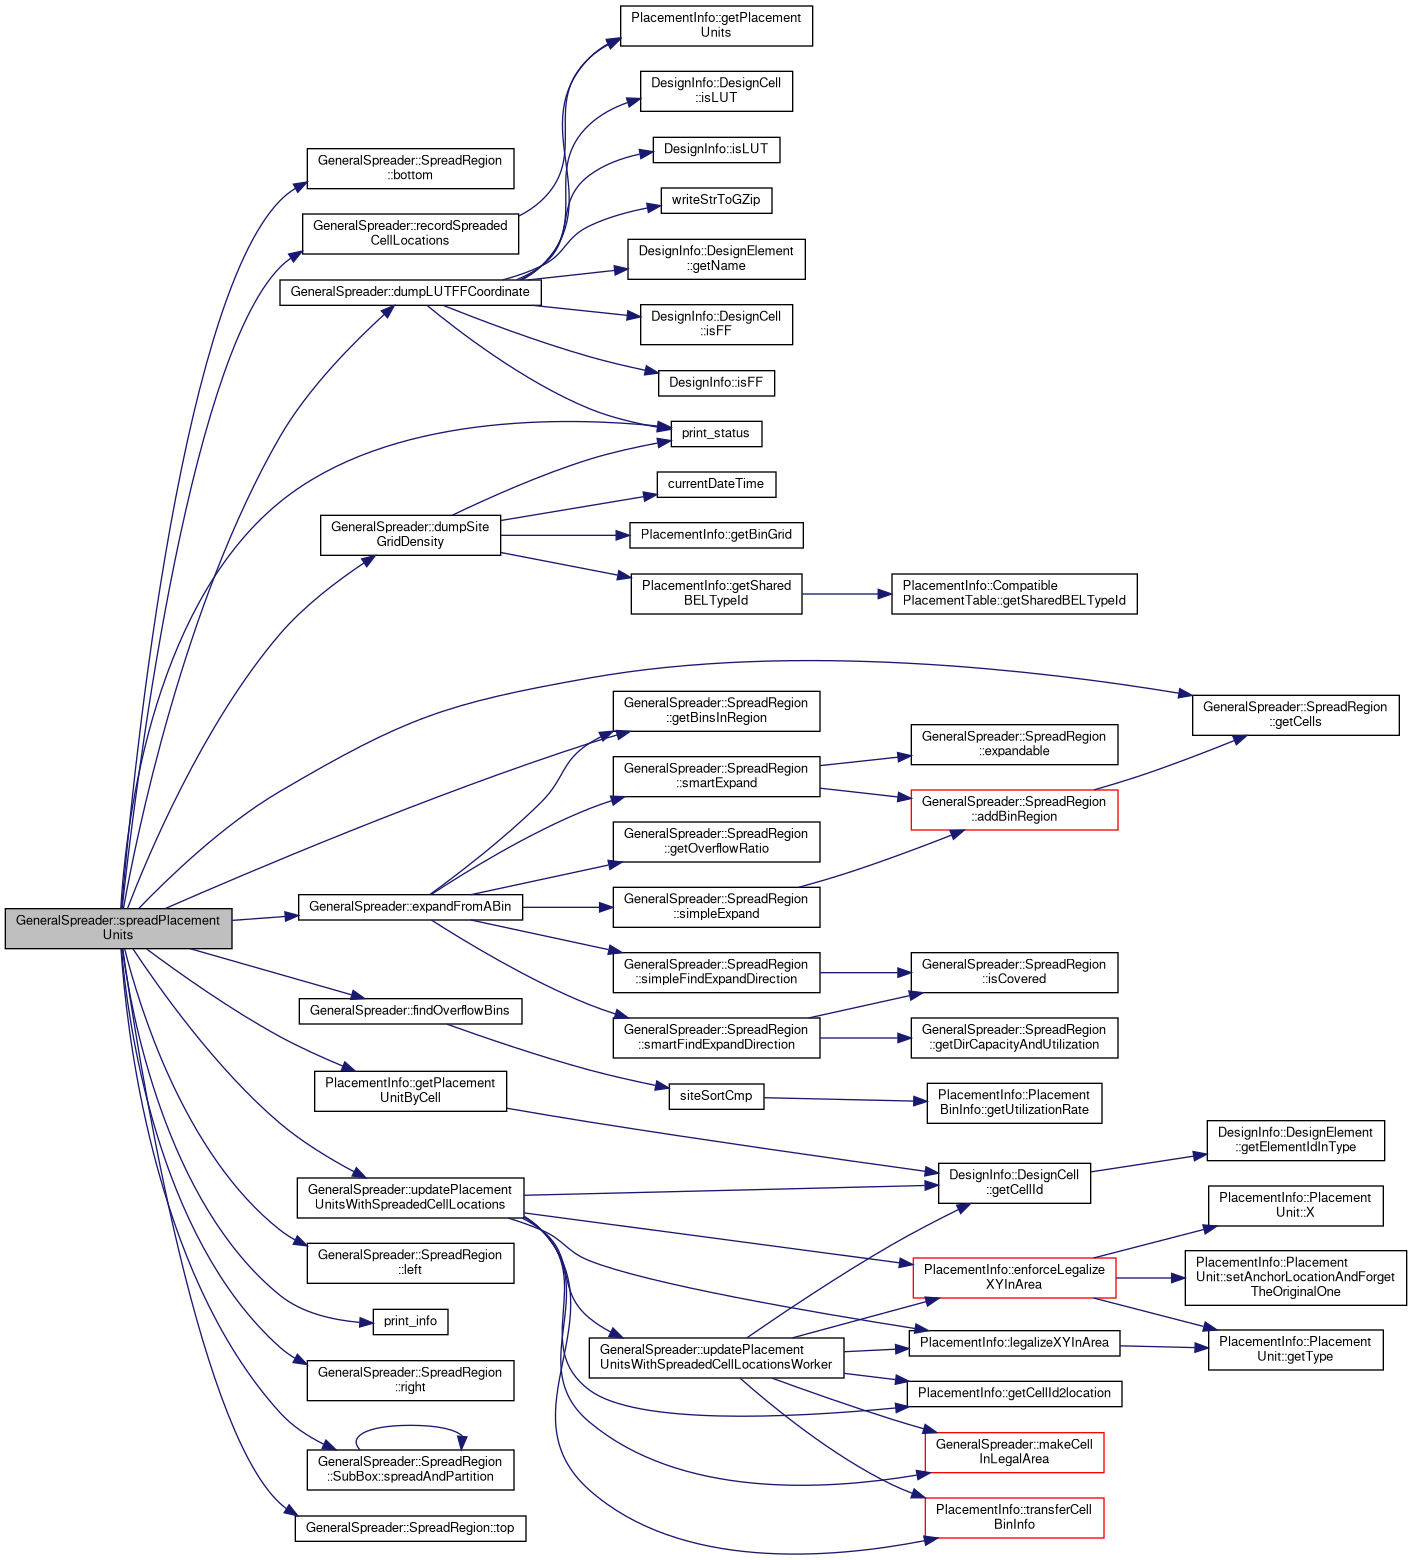 PlacementInfo::getPlacement
Units
DesignInfo::DesignCell
::isLUT
DesignInfo::isLUT
GeneralSpreader::SpreadRegion
::bottom
writeStrToGZip
GeneralSpreader::recordSpreaded
CellLocations
DesignInfo::DesignElement
::getName
GeneralSpreader::dumpLUTFFCoordinate
DesignInfo::DesignCell
::isFF
DesignInfo::isFF
print_status
currentDateTime
GeneralSpreader::dumpSite
GridDensity
PlacementInfo::getBinGrid
PlacementInfo::getShared
BELTypeId
PlacementInfo::Compatible
PlacementTable::getSharedBELTypeId
GeneralSpreader::SpreadRegion
::getBinsInRegion
GeneralSpreader::SpreadRegion
::getCells
GeneralSpreader::SpreadRegion
::expandable
GeneralSpreader::SpreadRegion
::smartExpand
GeneralSpreader::SpreadRegion
::addBinRegion
GeneralSpreader::SpreadRegion
::getOverflowRatio
GeneralSpreader::expandFromABin
GeneralSpreader::SpreadRegion
::simpleExpand
GeneralSpreader::spreadPlacement
Units
GeneralSpreader::SpreadRegion
::simpleFindExpandDirection
GeneralSpreader::SpreadRegion
::isCovered
GeneralSpreader::findOverflowBins
GeneralSpreader::SpreadRegion
::smartFindExpandDirection
GeneralSpreader::SpreadRegion
::getDirCapacityAndUtilization
PlacementInfo::getPlacement
UnitByCell
siteSortCmp
PlacementInfo::Placement
BinInfo::getUtilizationRate
DesignInfo::DesignElement
::getElementIdInType
DesignInfo::DesignCell
::getCellId
GeneralSpreader::updatePlacement
UnitsWithSpreadedCellLocations
PlacementInfo::Placement
Unit::X
GeneralSpreader::SpreadRegion
::left
PlacementInfo::enforceLegalize
XYInArea
PlacementInfo::Placement
Unit::setAnchorLocationAndForget
TheOriginalOne
print_info
GeneralSpreader::updatePlacement
UnitsWithSpreadedCellLocationsWorker
PlacementInfo::legalizeXYInArea
PlacementInfo::Placement
Unit::getType
GeneralSpreader::SpreadRegion
::right
PlacementInfo::getCellId2location
GeneralSpreader::makeCell
InLegalArea
GeneralSpreader::SpreadRegion
::SubBox::spreadAndPartition
PlacementInfo::transferCell
BinInfo
GeneralSpreader::SpreadRegion::top